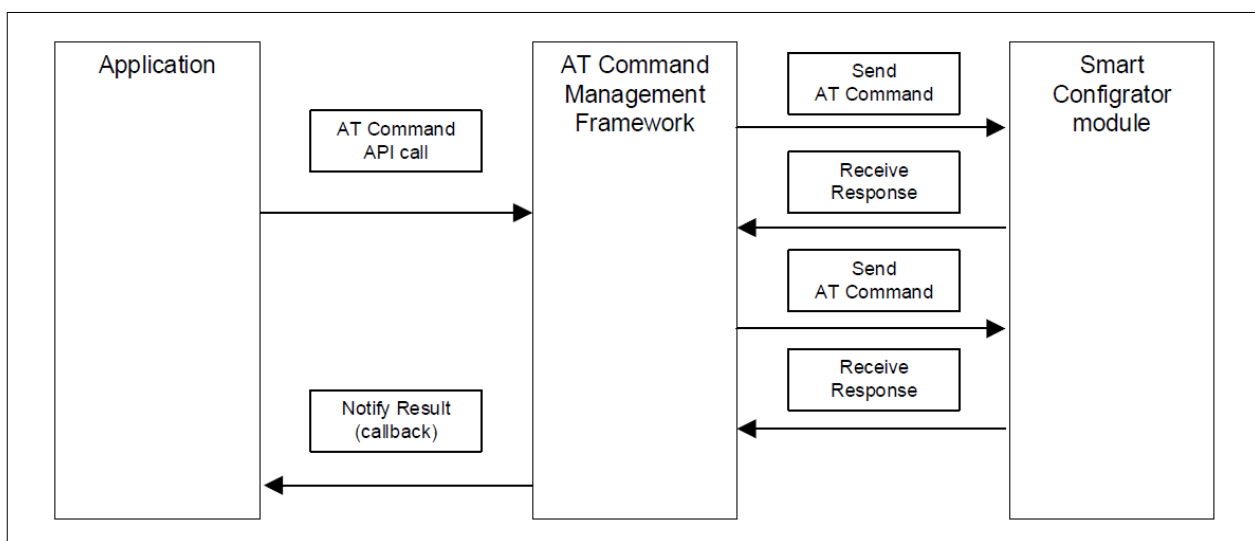 Application
AT Command
Management
Framework
Smart
Configrator
module
AT Command
API call
Send
AT Command
Receive
Response
Send
AT Command
Receive
Response
Notify Result
(callback)